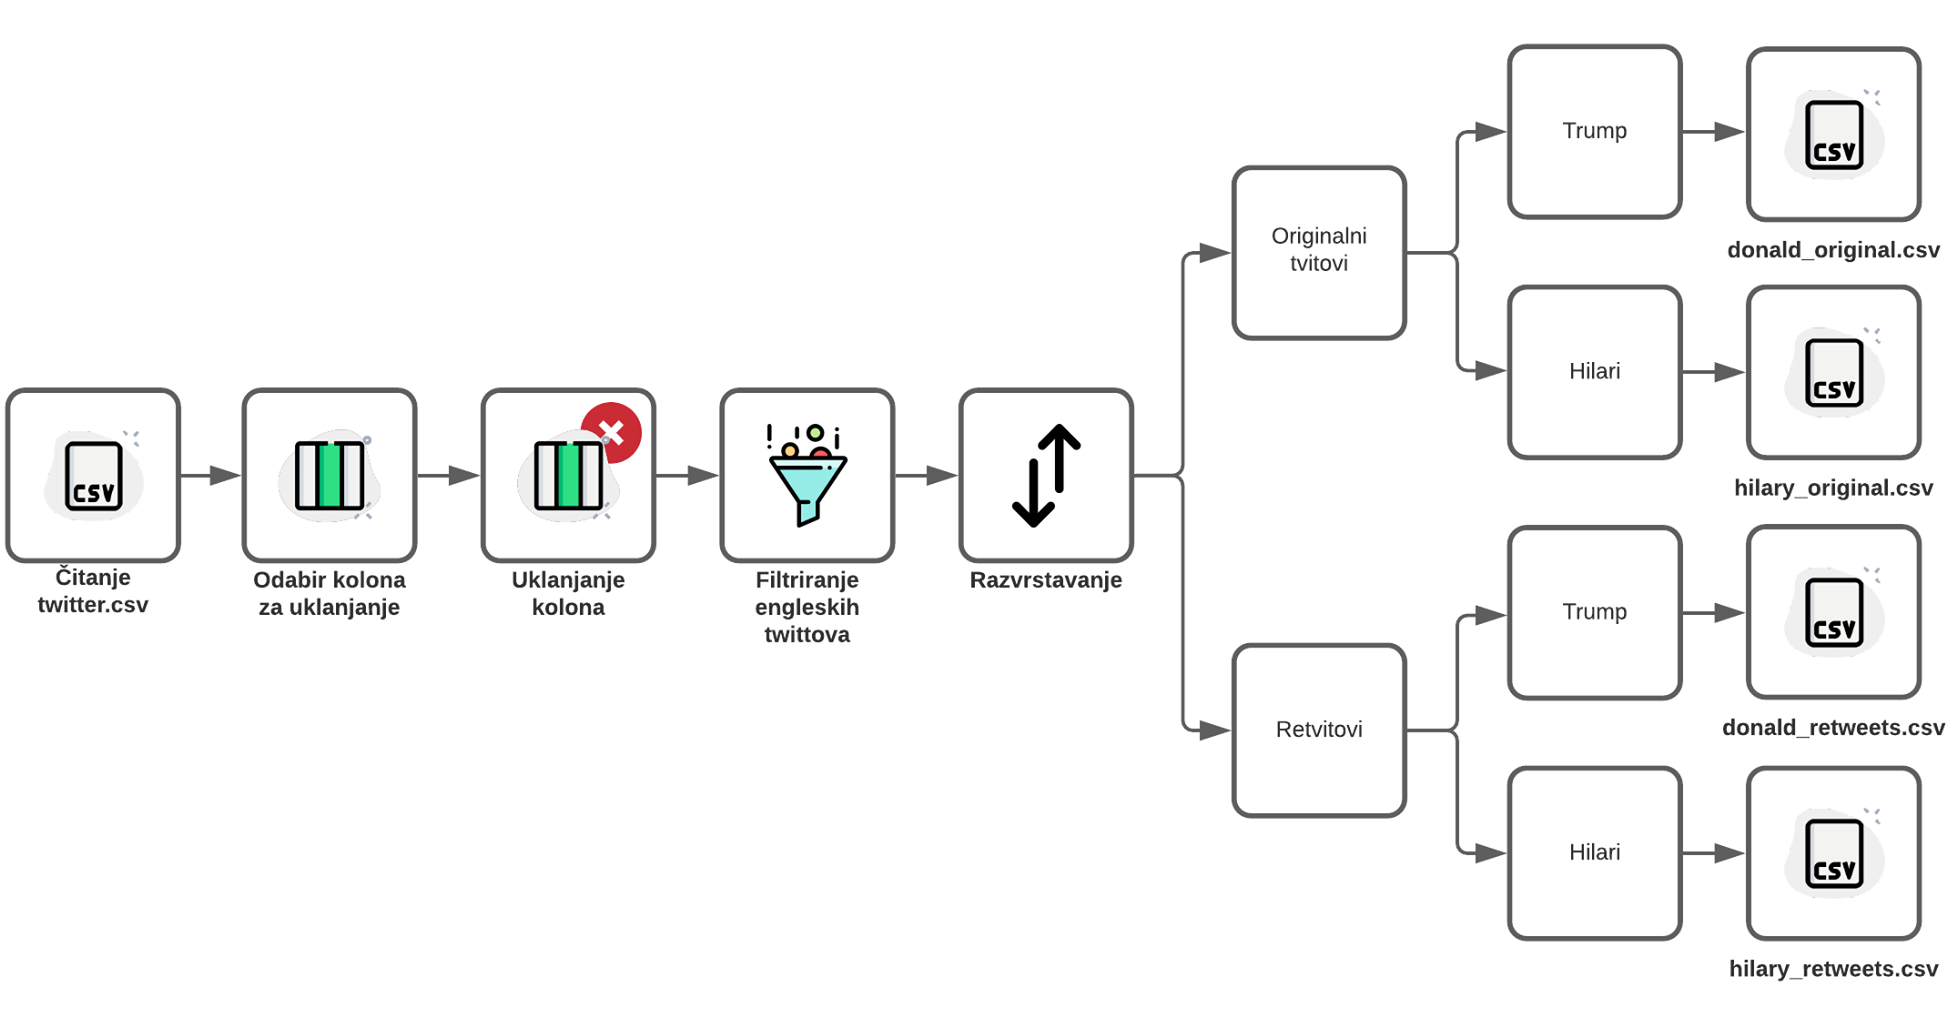 CSV
Čitanje
twitter.csv
Odabir kolona
za uklanjanje
Uklanjanje
kolona
Filtriranje
engleskih
twittova
Razvrstavanje
Originalni
tvitovi
Trump
CSV
donald_original.csv
Hilari
CSV
hilary_original.csv
Retvitovi
Trump
CSV
donald_retweets.csv
Hilari
CSV
hilary_retweets.csv